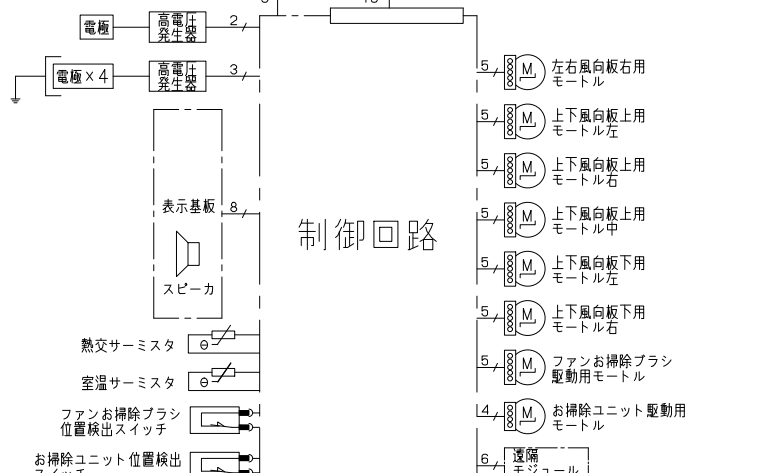 電極
高電圧
発生器
2
電極×4
高電圧
発生器
3
表示基板
8
スピーカ
熱交サーミスタ
θ
室温サーミスタ
θ
ファンお掃除ブラシ
位置検出スイッチ
お掃除ユニット位置検出
スイッチ
制御回路
5
M
左右風向板右用
モートル
5
M
上下風向板上用
モートル左
5
M
上下風向板上用
モートル右
5
M
上下風向板上用
モートル中
5
M
上下風向板下用
モートル左
5
M
上下風向板下用
モートル右
5
M
ファンお掃除ブラシ
駆動用モートル
4
M
お掃除ユニット駆動用
モートル
6
遠隔
モジュール